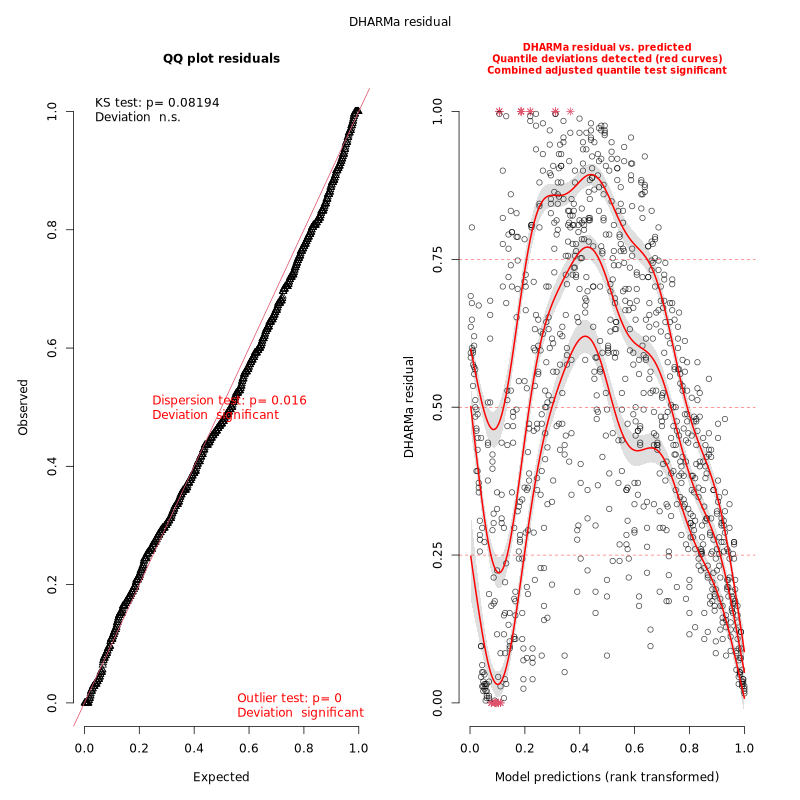 DHARMa residual
QQ plot residuals
KS test: p= 0.08194
Deviation n.s.
Dispersion test: p= 0.016
Deviation significant
Outlier test: p= 0
Deviation significant
Observed
0.0
0.2
0.4
0.6
0.8
1.0
0.0
0.2
0.4
0.6
0.8
1.0
Expected
DHARMa residual vs. predicted
Quantile deviations detected (red curves)
Combined adjusted quantile test significant
DHARMa residual
0.00
0.25
0.50
0.75
1.00
0.0
0.2
0.4
0.6
0.8
1.0
Model predictions (rank transformed)